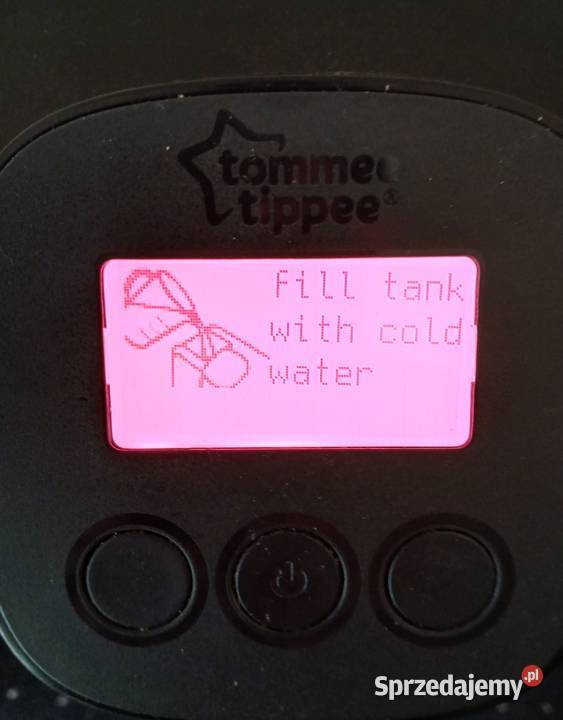 tommee
tippee®
Fill tank
with cold
water
Sprzedajemy.pl